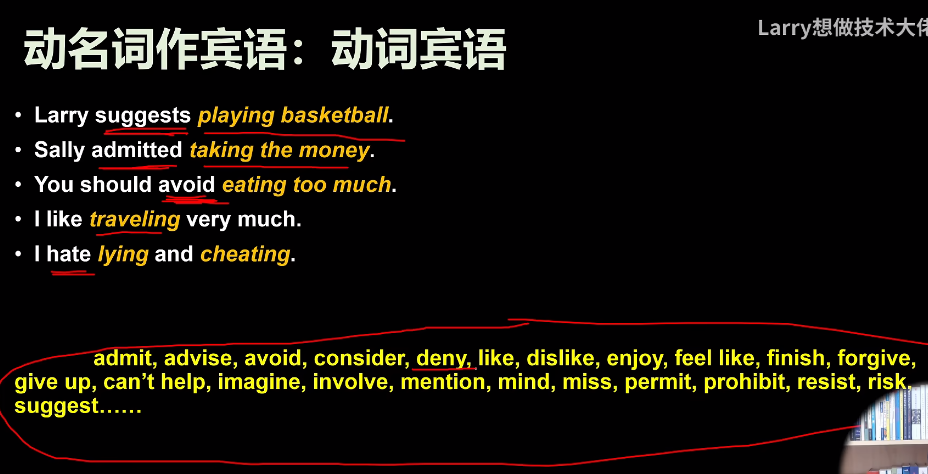 Larry想做技术大佬
动名词作宾语：动词宾语
• Larry suggests playing basketball.
• Sally admitted taking the money.
• You should avoid eating too much.
• I like traveling very much.
• I hate lying and cheating.
admit, advise, avoid, consider, deny, like, dislike, enjoy, feel like, finish, forgive,
give up, can’t help, imagine, involve, mention, mind, miss, permit, prohibit, resist, risk,
suggest……